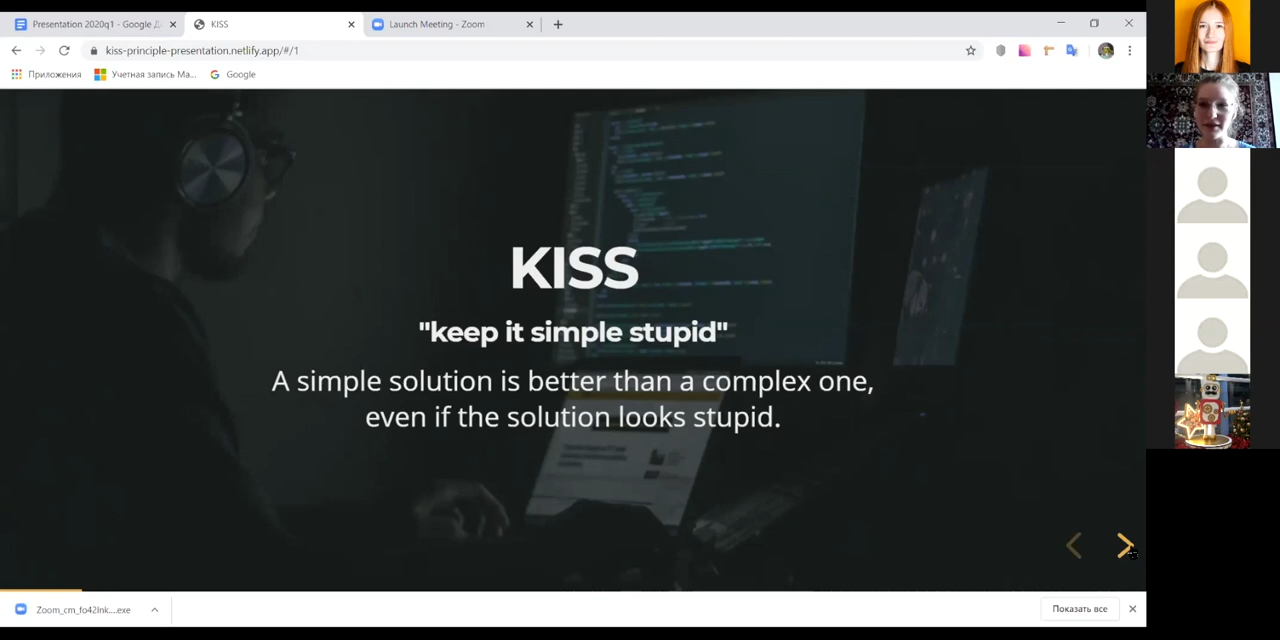 Presentation 2020q1 - Google Д
KISS
Launch Meeting - Zoom
kiss-principle-presentation.netlify.app/#/1
Приложения
Учетная запись Ма...
Google
KISS
"keep it simple stupid"
A simple solution is better than a complex one,
even if the solution looks stupid.
Zoom_cm_fo42lnk....exe
Показать все